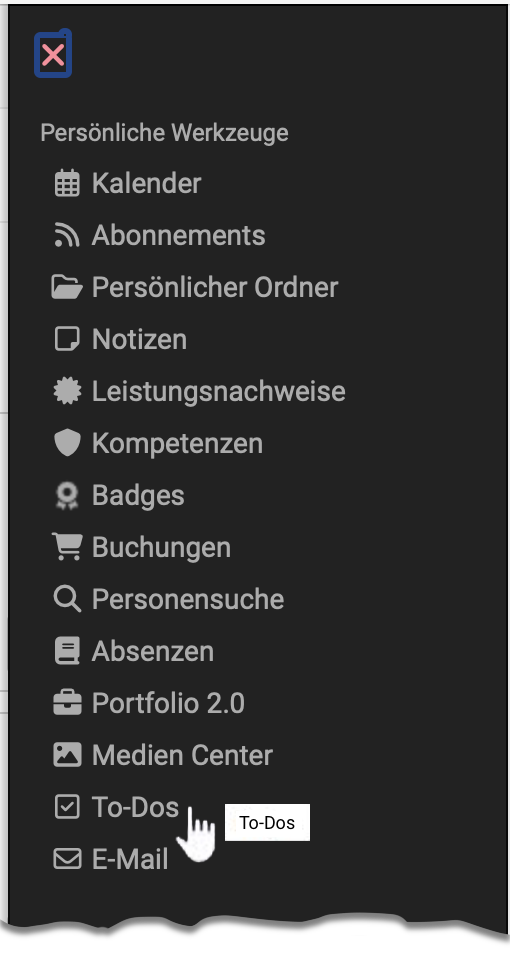 Persönliche Werkzeuge
Kalender
Abonnements
Persönlicher Ordner
Notizen
Leistungsnachweise
Kompetenzen
Badges
Buchungen
Personensuche
Absenzen
Portfolio 2.0
Medien Center
To-Dos
To-Dos
E-Mail